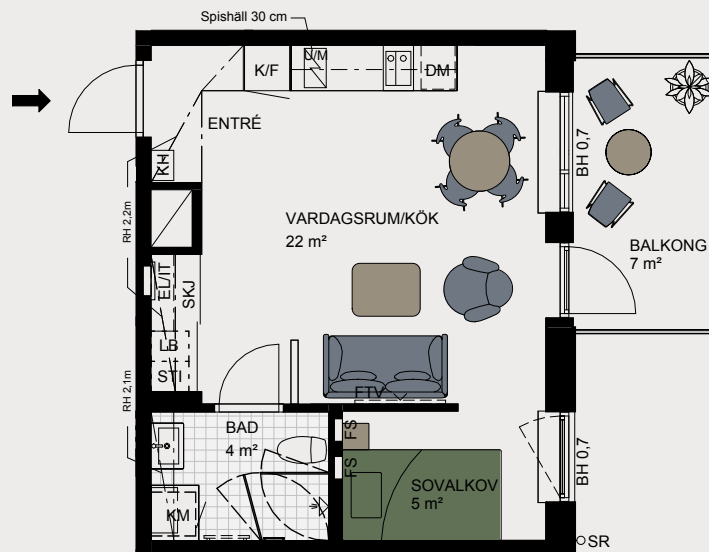 Spishäll 30 cm
K/F
U/M
DM
ENTRÉ
KH
BH 0,7
RH 2,2m
VARDAGSRUM/KÖK
22 m²
BALKONG
7 m²
EL/IT
SKJ
LB
STI
RH 2,1m
FTV
BAD
4 m²
FS
FS
BH 0,7
SOVALKOV
5 m²
KM
SR